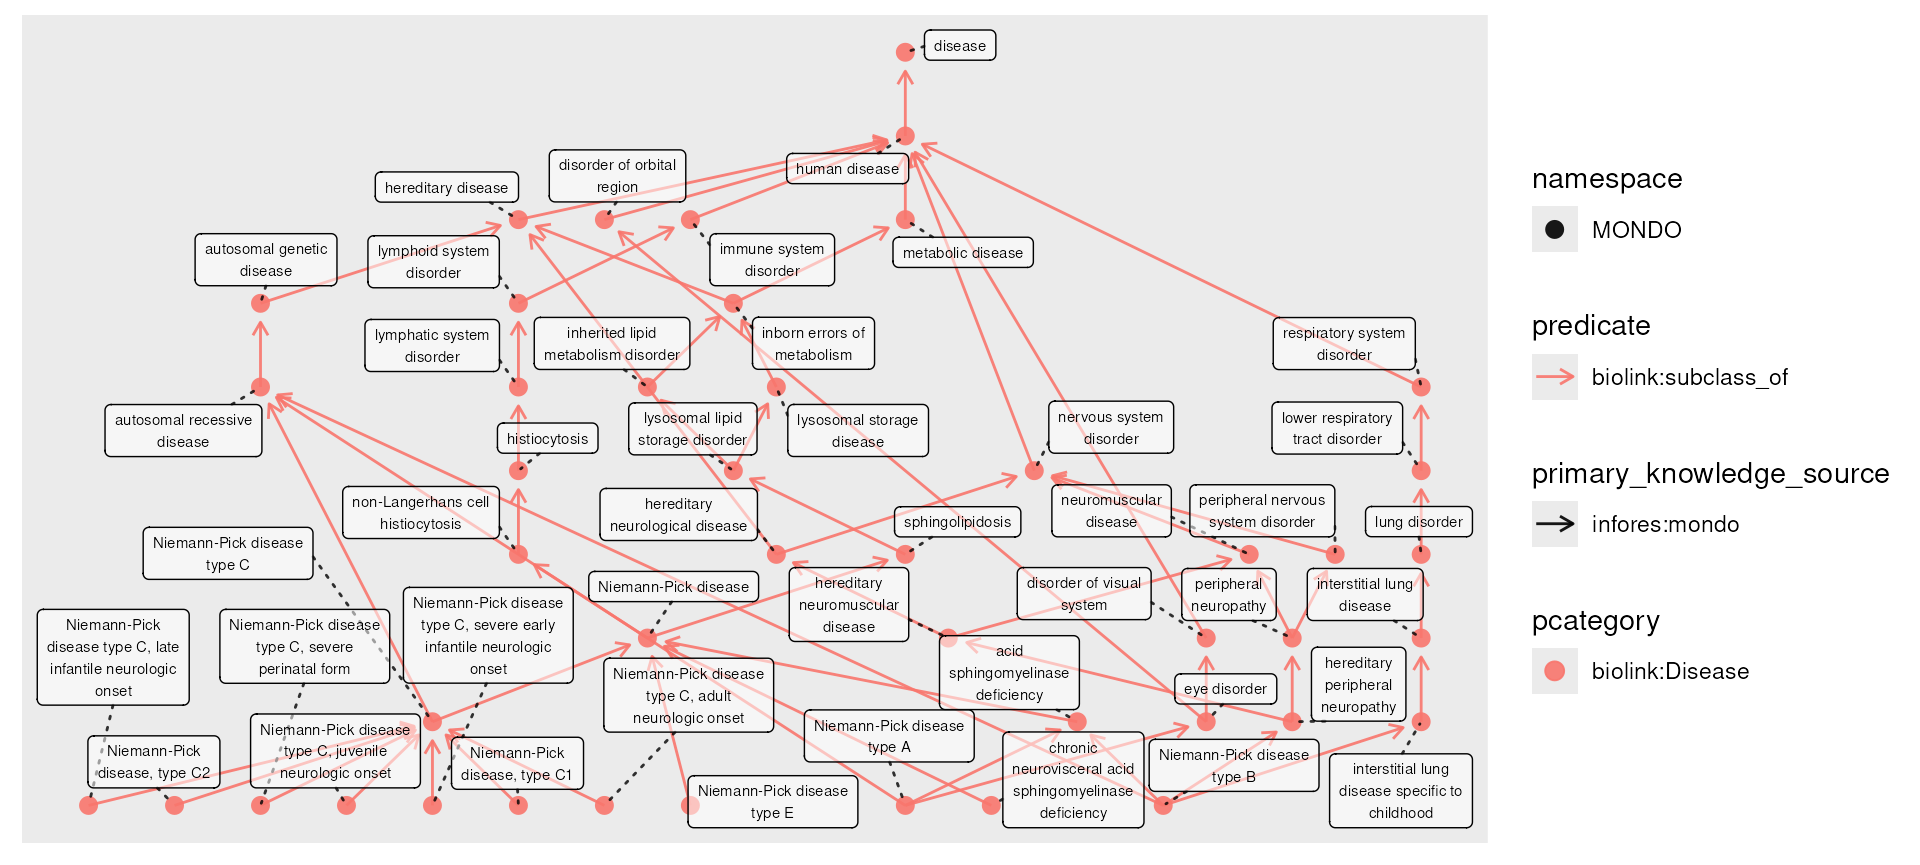 disease
human disease
disorder of orbital
region
hereditary disease
autosomal genetic
disease
lymphoid system
disorder
immune system
disorder
metabolic disease
lymphatic system
disorder
inherited lipid
metabolism disorder
inborn errors of
metabolism
respiratory system
disorder
autosomal recessive
disease
histiocytosis
lysosomal lipid
storage disorder
lysosomal storage
disease
nervous system
disorder
lower respiratory
tract disorder
non-Langerhans cell
histiocytosis
hereditary
neurological disease
sphingolipidosis
neuromuscular
disease
peripheral nervous
system disorder
lung disorder
Niemann-Pick disease
type C
Niemann-Pick disease
hereditary
neuromuscular
disease
disorder of visual
system
peripheral
neuropathy
interstitial lung
disease
Niemann-Pick
disease type C, late
infantile neurologic
onset
Niemann-Pick disease
type C, severe
perinatal form
Niemann-Pick disease
type C, severe early
infantile neurologic
onset
Niemann-Pick disease
type C, adult
neurologic onset
acid
sphingomyelinase
deficiency
eye disorder
hereditary
peripheral
neuropathy
Niemann-Pick
disease, type C2
Niemann-Pick disease
type C, juvenile
neurologic onset
Niemann-Pick
disease, type C1
Niemann-Pick disease
type A
Niemann-Pick disease
type E
chronic
neurovisceral acid
sphingomyelinase
deficiency
Niemann-Pick disease
type B
interstitial lung
disease specific to
childhood
namespace
MONDO
predicate
biolink:subclass_of
primary_knowledge_source
infores:mondo
pcategory
biolink:Disease